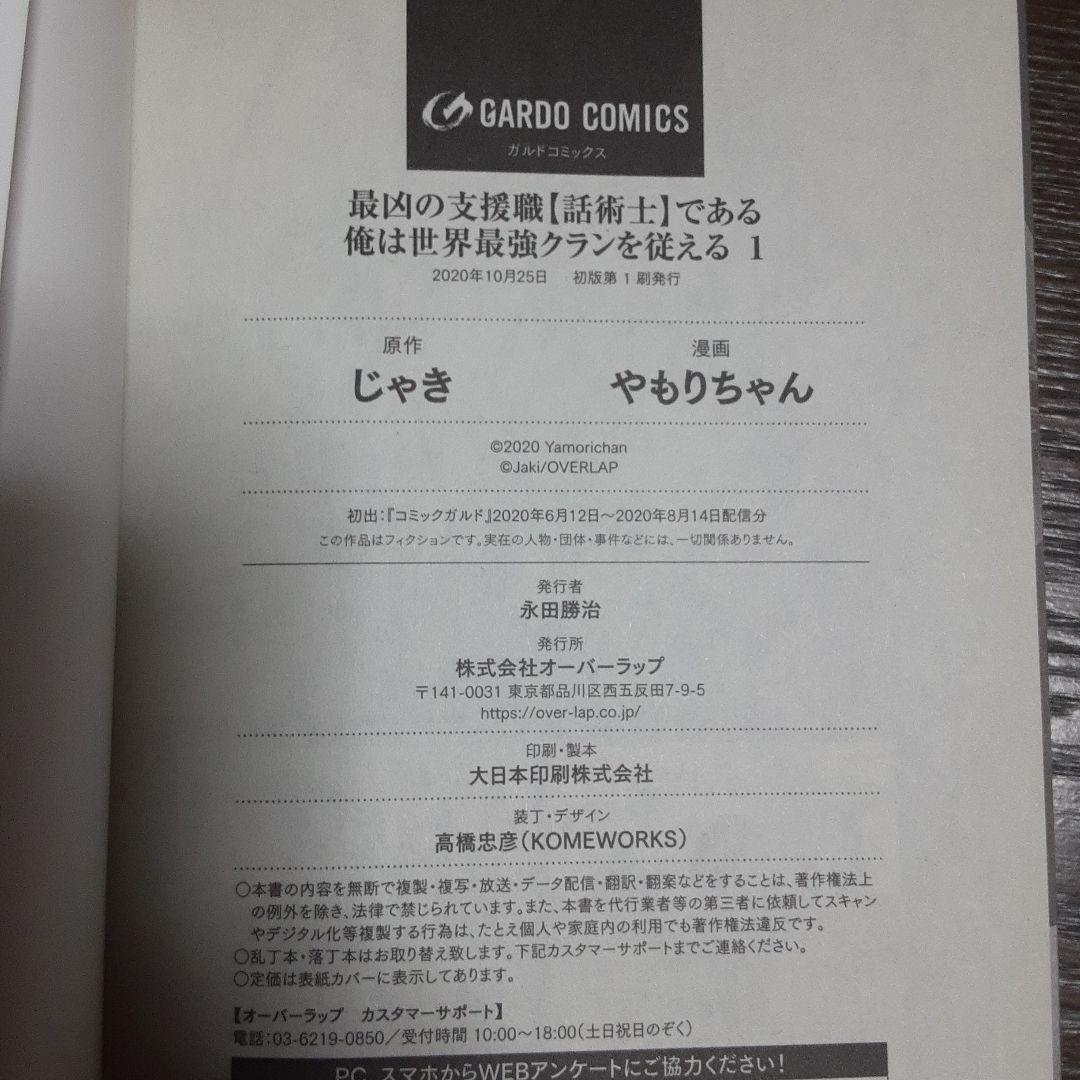 GARDO COMICS
ガルドコミックス
最凶の支援職【話術士】である
俺は世界最強クランを従える 1
2020年10月25日　初版第1刷発行
原作
じゃき
漫画
やもりちゃん
©2020 Yamorichan
©Jaki/OVERLAP
初出：『コミックガルド』2020年6月12日～2020年8月14日配信分
この作品はフィクションです。実在の人物・団体・事件などには、一切関係ありません。
発行者
永田勝治
発行所
株式会社オーバーラップ
〒141-0031 東京都品川区西五反田7-9-5
https://over-lap.co.jp/
印刷・製本
大日本印刷株式会社
装丁・デザイン
高橋忠彦（KOMEWORKS）
○本書の内容を無断で複製・複写・放送・データ配信・翻訳・翻案などをすることは、著作権法上
の例外を除き、法律で禁じられています。また、本書を代行業者等の第三者に依頼してスキャン
やデジタル化等複製する行為は、たとえ個人や家庭内の利用でも著作権法違反です。
○乱丁本・落丁本はお取り替え致します。下記カスタマーサポートまでご連絡ください。
○定価は表紙カバーに表示してあります。
【オーバーラップ　カスタマーサポート】
電話：03-6219-0850／受付時間 10:00～18:00（土日祝日のぞく）
PC、スマホからWEBアンケートにご協力ください！